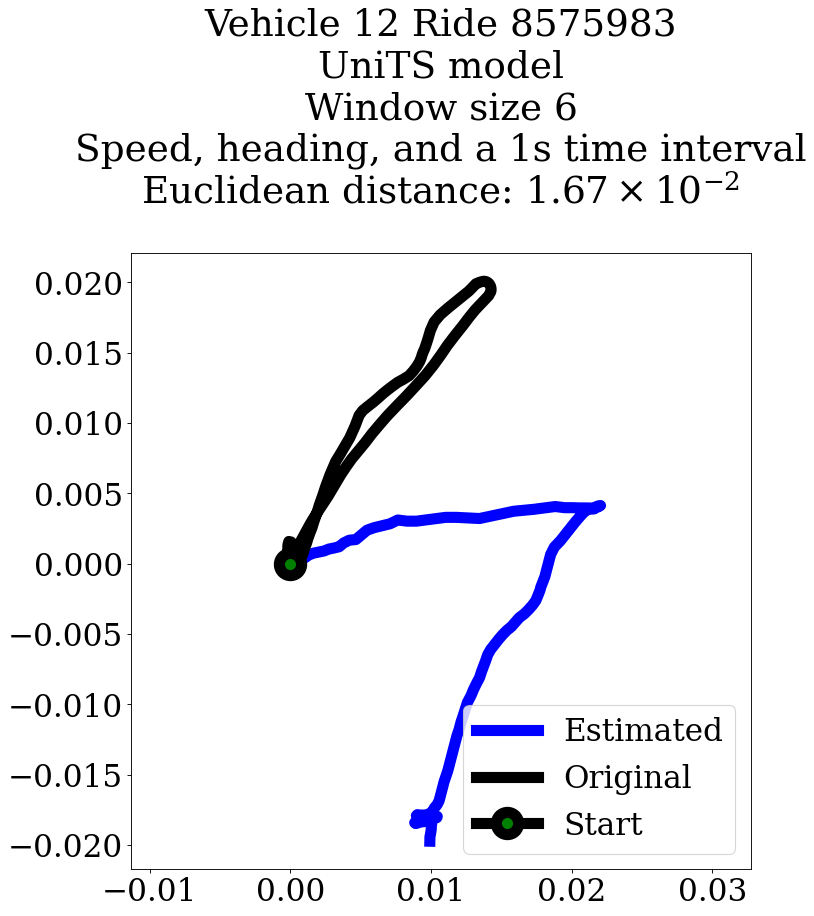 Vehicle 12 Ride 8575983
UniTS model
Window size 6
Speed, heading, and a 1s time interval
Euclidean distance: 1.67 × 10⁻²
0.020
0.015
0.010
0.005
0.000
−0.005
−0.010
−0.015
−0.020
Estimated
Original
Start
−0.01 0.00 0.01 0.02 0.03